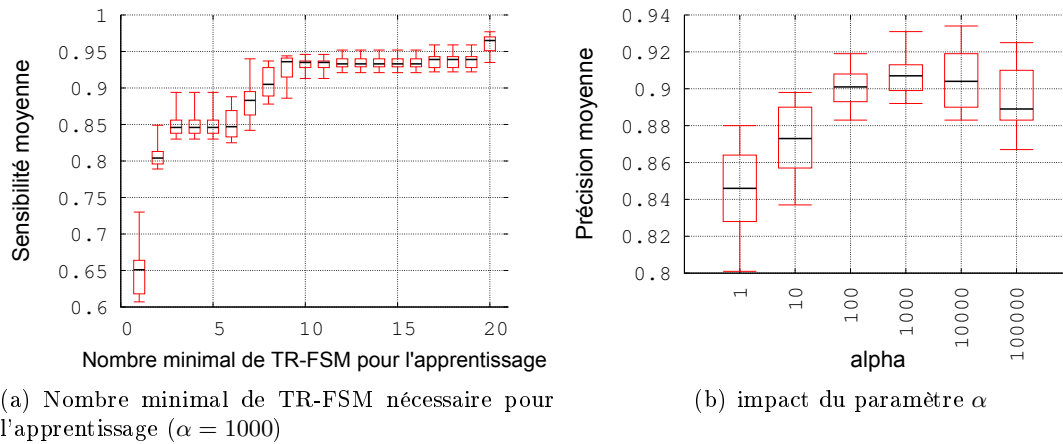 1
0.95
0.9
0.85
0.8
0.75
0.7
0.65
0.6
0 5 10 15 20
Sensibilité moyenne
Nombre minimal de TR-FSM pour l'apprentissage
(a) Nombre minimal de TR-FSM nécessaire pour
l'apprentissage (α = 1000)
0.94
0.92
0.9
0.88
0.86
0.84
0.82
0.8
1 10 100 1000 10000 100000
Précision moyenne
alpha
(b) impact du paramètre α